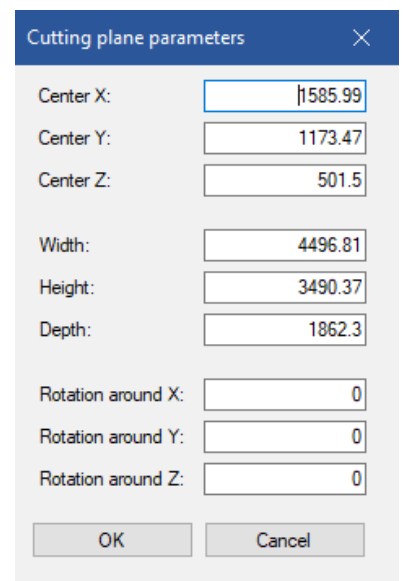 Cutting plane parameters
Center X: 1585.99
Center Y: 1173.47
Center Z: 501.5
Width: 4496.81
Height: 3490.37
Depth: 1862.3
Rotation around X: 0
Rotation around Y: 0
Rotation around Z: 0
OK Cancel